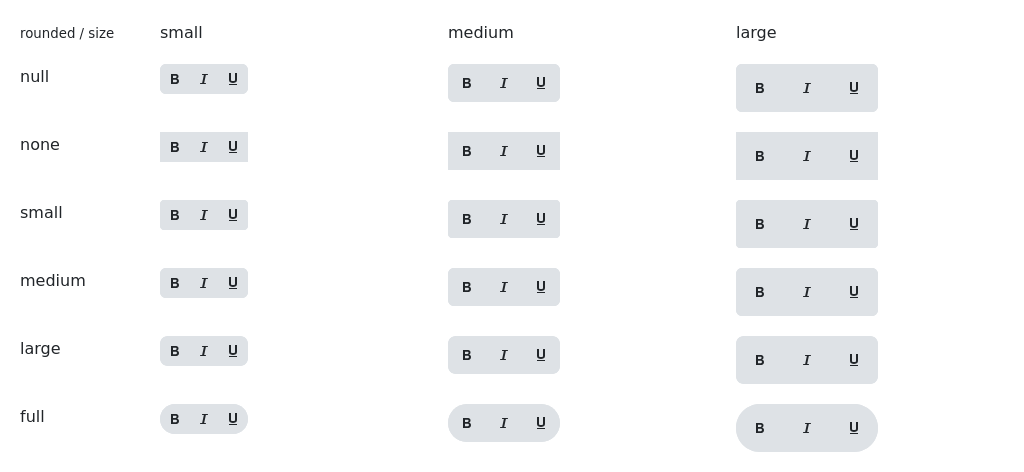 rounded / size small medium large
null B I U B I U B I U
none B I U B I U B I U
small B I U B I U B I U
medium B I U B I U B I U
large B I U B I U B I U
full B I U B I U B I U